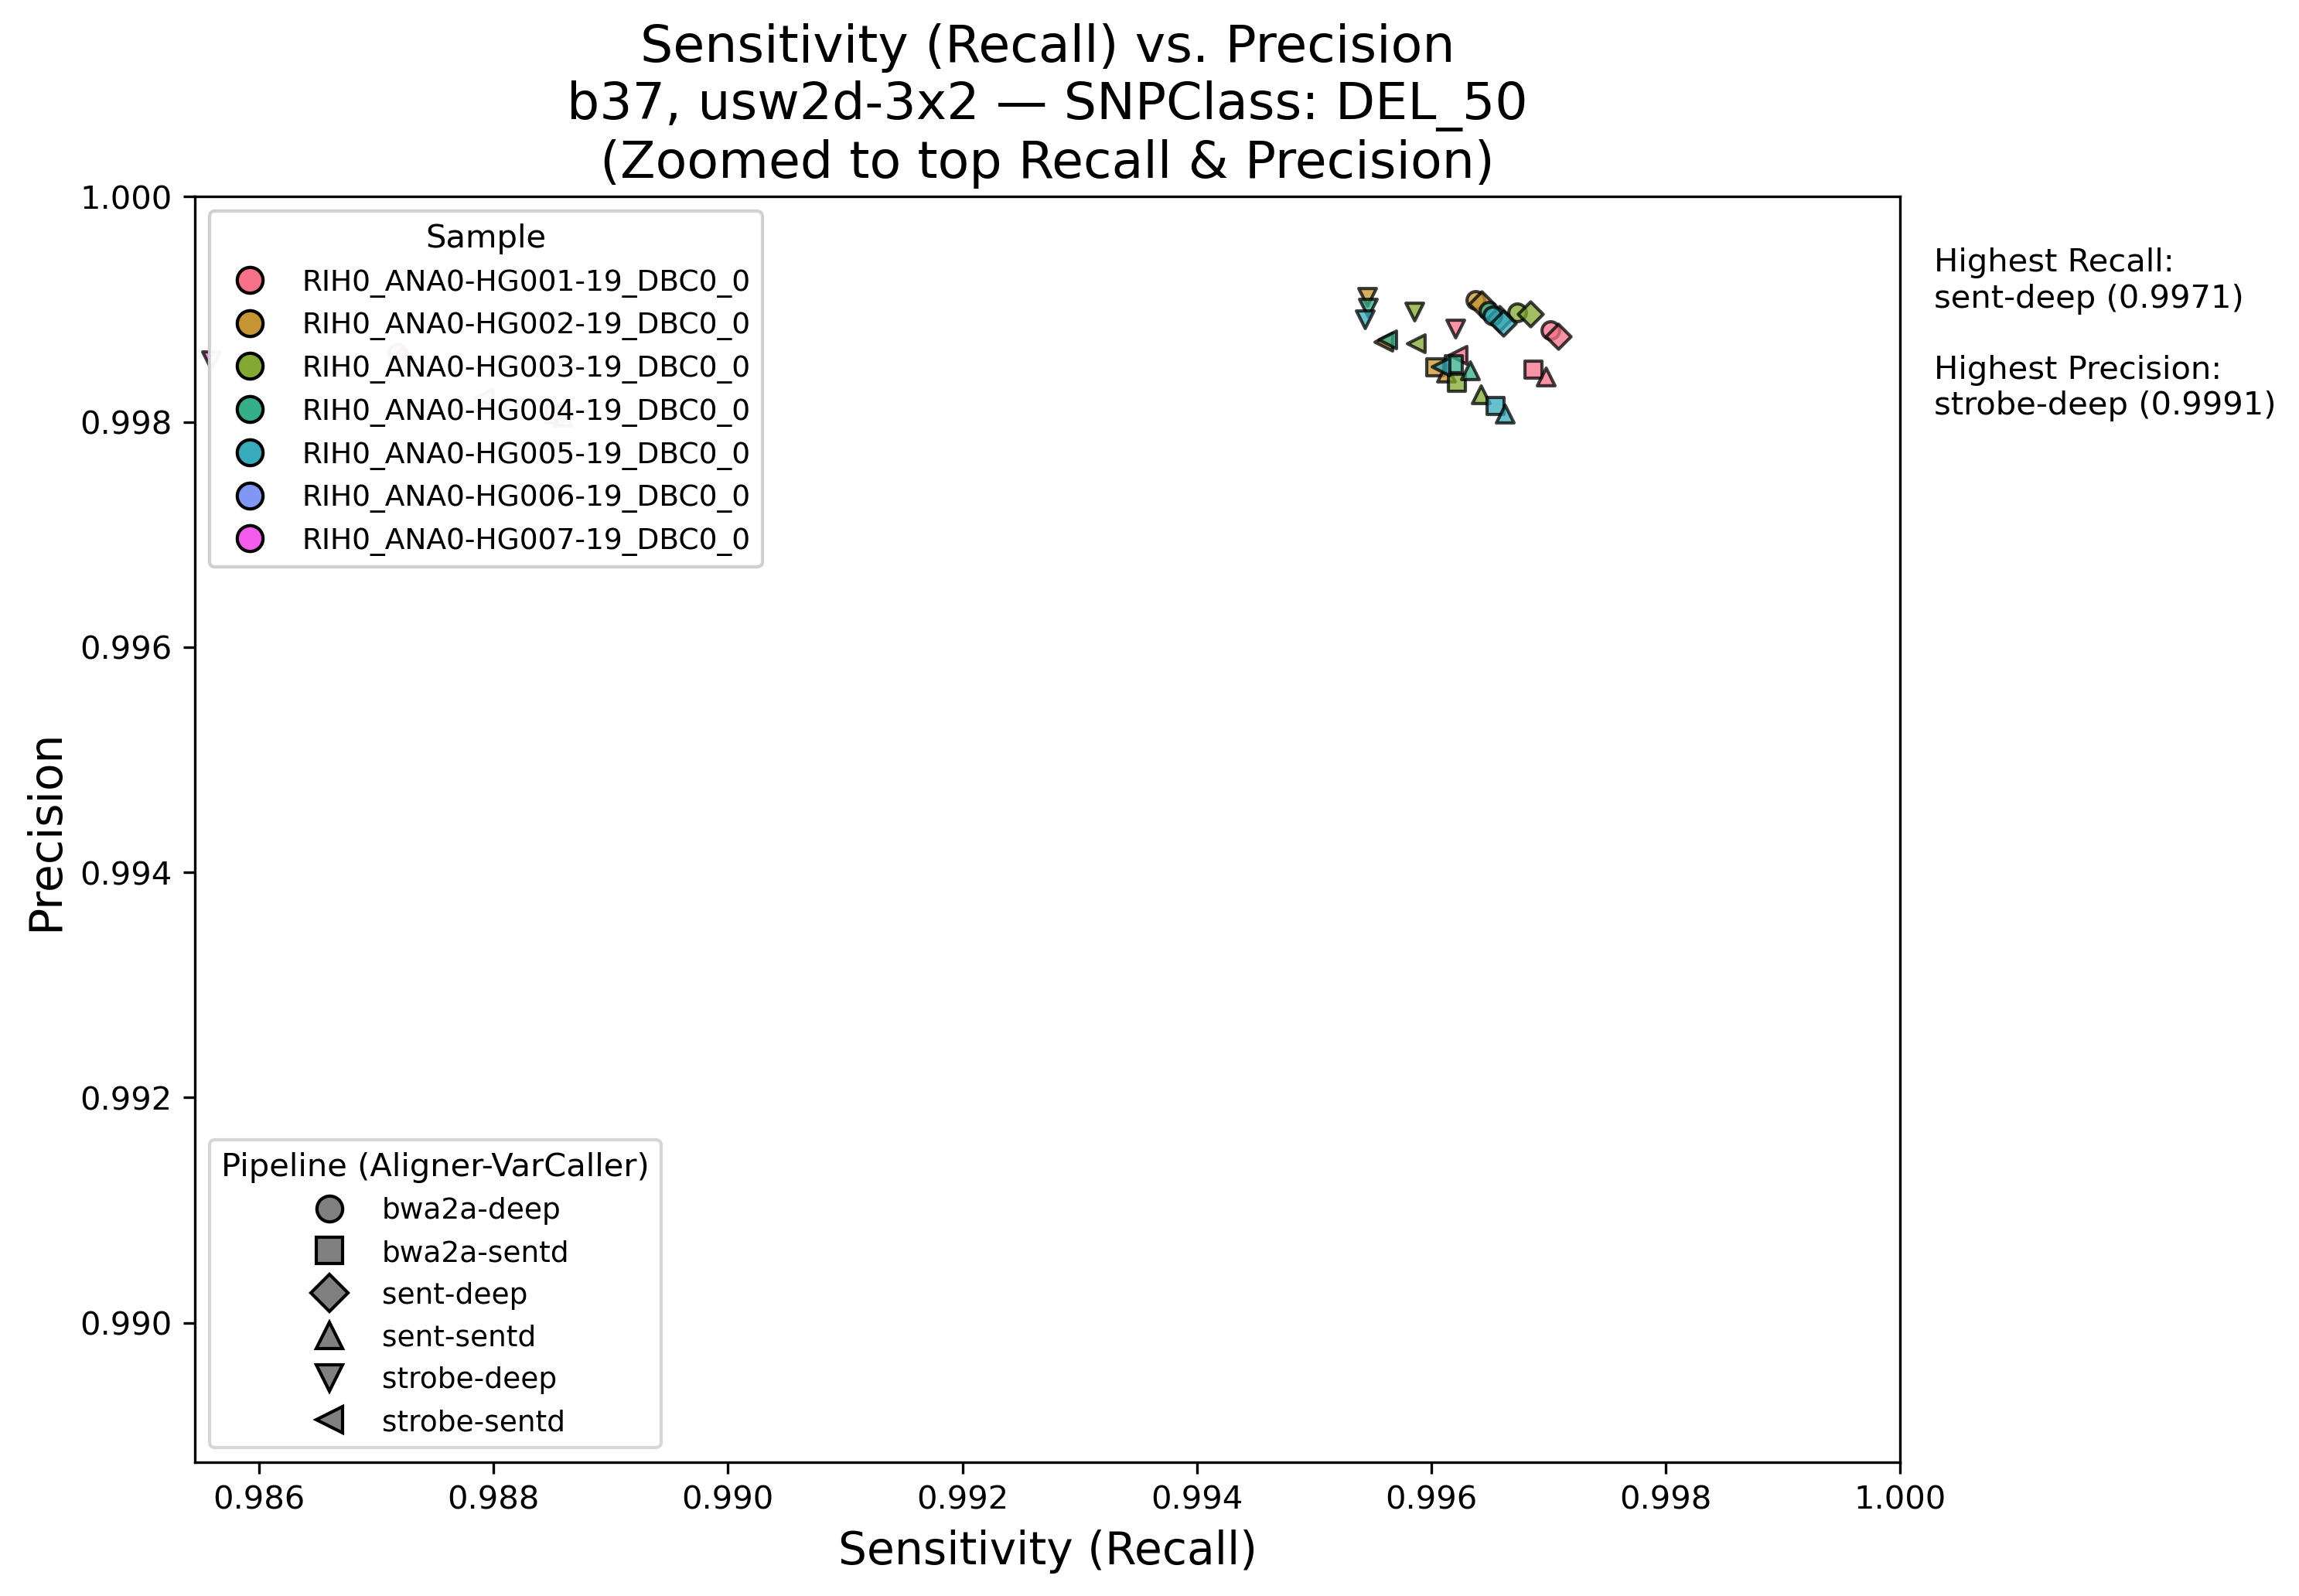 Sensitivity (Recall) vs. Precision
b37, usw2d-3x2 — SNPClass: DEL_50
(Zoomed to top Recall & Precision)
1.000
0.998
0.996
0.994
0.992
0.990
Precision
Sample
RIH0_ANA0-HG001-19_DBC0_0
RIH0_ANA0-HG002-19_DBC0_0
RIH0_ANA0-HG003-19_DBC0_0
RIH0_ANA0-HG004-19_DBC0_0
RIH0_ANA0-HG005-19_DBC0_0
RIH0_ANA0-HG006-19_DBC0_0
RIH0_ANA0-HG007-19_DBC0_0
Highest Recall:
sent-deep (0.9971)
Highest Precision:
strobe-deep (0.9991)
Pipeline (Aligner-VarCaller)
bwa2a-deep
bwa2a-sentd
sent-deep
sent-sentd
strobe-deep
strobe-sentd
0.986 0.988 0.990 0.992 0.994 0.996 0.998 1.000
Sensitivity (Recall)